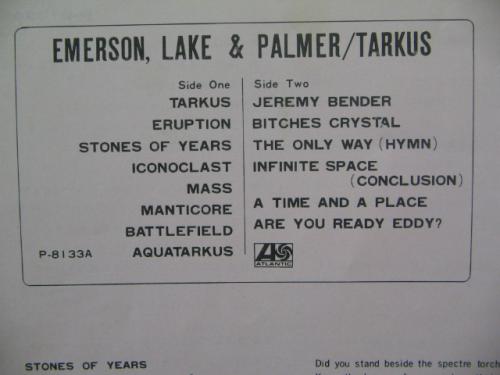 EMERSON, LAKE & PALMER/TARKUS
Side One
TARKUS
ERUPTION
STONES OF YEARS
ICONOCLAST
MASS
MANTICORE
BATTLEFIELD
AQUATARKUS
P-8133A
Side Two
JEREMY BENDER
BITCHES CRYSTAL
THE ONLY WAY (HYMN)
INFINITE SPACE
(CONCLUSION)
A TIME AND A PLACE
ARE YOU READY EDDY?
ATLANTIC
STONES OF YEARS
Did you stand beside the spectre torch